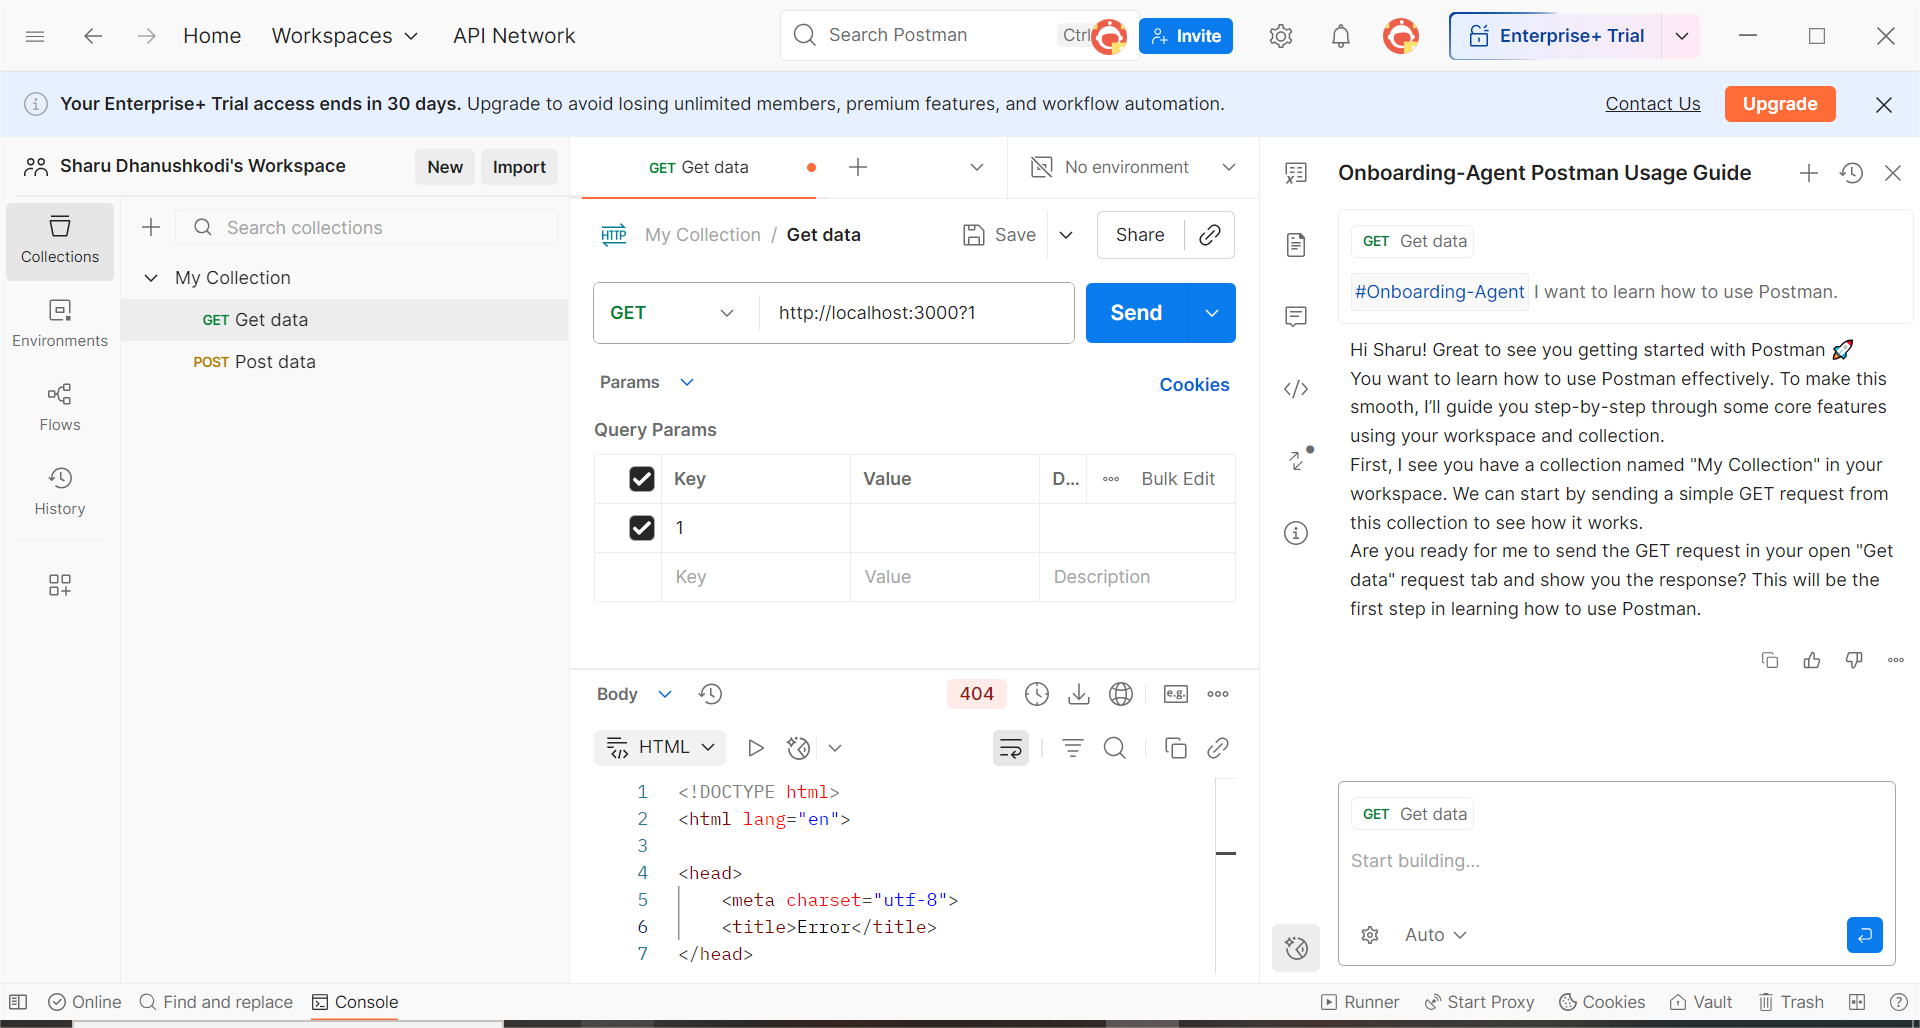 Home Workspaces API Network Search Postman Ctrl Invite Enterprise+ Trial
Your Enterprise+ Trial access ends in 30 days. Upgrade to avoid losing unlimited members, premium features, and workflow automation. Contact Us Upgrade
Sharu Dhanushkodi's Workspace New Import
Collections
Environments
Flows
History
Search collections
My Collection
GET Get data
POST Post data
GET Get data No environment
HTTP My Collection / Get data Save Share
GET http://localhost:3000?1 Send
Params Cookies
Query Params
Key Value D... Bulk Edit
1
Key Value Description
Body 404 e.g.
HTML
1 <!DOCTYPE html>
2 <html lang="en">
3
4 <head>
5 <meta charset="utf-8">
6 <title>Error</title>
7 </head>
Onboarding-Agent Postman Usage Guide
GET Get data
#Onboarding-Agent I want to learn how to use Postman.
Hi Sharu! Great to see you getting started with Postman 🚀
You want to learn how to use Postman effectively. To make this
smooth, I'll guide you step-by-step through some core features
using your workspace and collection.
First, I see you have a collection named "My Collection" in your
workspace. We can start by sending a simple GET request from
this collection to see how it works.
Are you ready for me to send the GET request in your open "Get
data" request tab and show you the response? This will be the
first step in learning how to use Postman.
GET Get data
Start building...
Auto
Online Find and replace Console Runner Start Proxy Cookies Vault Trash